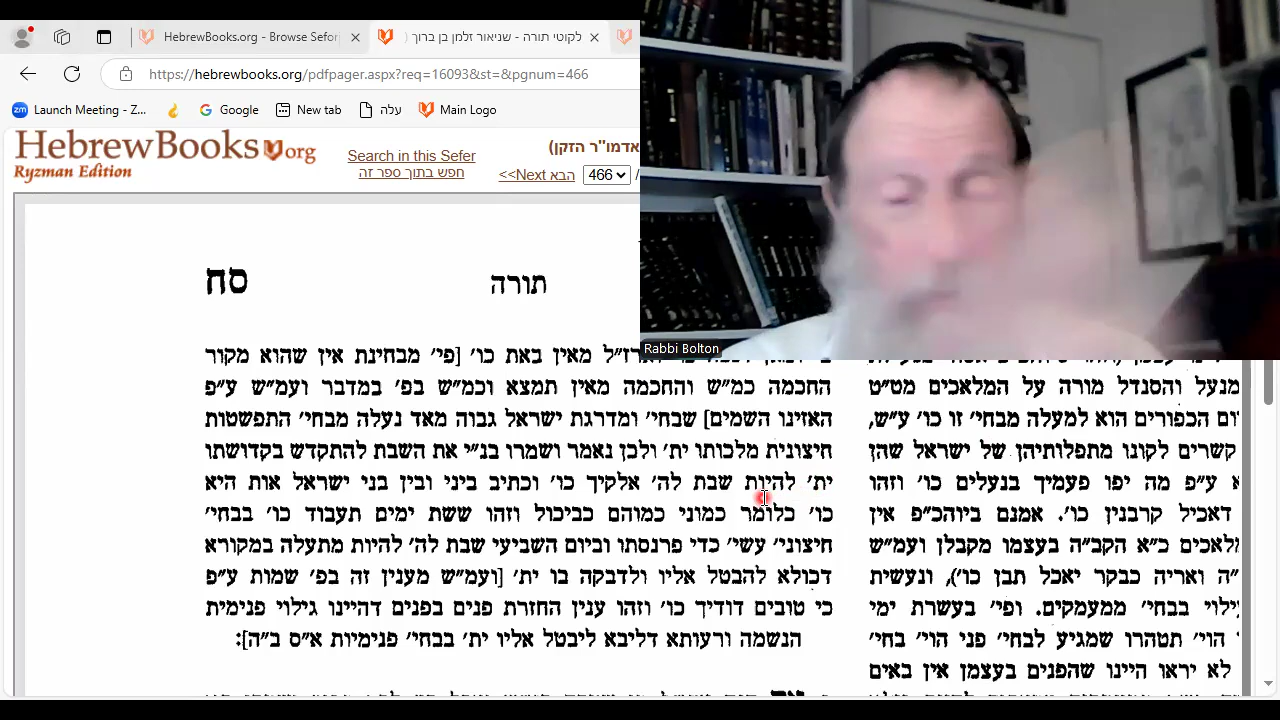 HebrewBooks.org - Browse Sefor
לקוטי תורה - שניאור זלמן בן ברוך (
https://hebrewbooks.org/pdfpager.aspx?req=16093&st=&pgnum=466
Launch Meeting - Z...
Google
New tab
עלה
Main Logo
HebrewBooks.org
Ryzman Edition
Search in this Sefer
חפש בתוך ספר זה
אדמו"ר הזקן)
<<Next הבא
466
/
Rabbi Bolton
תורה
סח
מאין באת כו' [פי' מבחינת אין שהוא מקור
החכמה כמ"ש והחכמה מאין תמצא וכמ"ש בפ' במדבר ועמ"ש ע"פ
האזינו השמים] שבחי' ומדרגת ישראל גבוה מאד נעלה מבחי' התפשטות
חיצונית מלכותו ית' ולכן נאמר ושמרו בנ"י את השבת להתקדש בקדושתו
ית' להיות שבת לה' אלקיך כו' וכתיב ביני ובין בני ישראל אות היא
כו' כלומר כמוני כמוהם כביכול וזהו ששת ימים תעבוד כו' בבחי'
חיצוני' עשי' כדי פרנסתו וביום השביעי שבת לה' להיות מתעלה במקורא
דכולא להבטל אליו ולדבקה בו ית' [ועמ"ש מענין זה בפ' שמות ע"פ
כי טובים דודיך כו' וזהו ענין החזרת פנים בפנים דהיינו גילוי פנימית
הנשמה ורעותא דליבא ליבטל אליו ית' בבחי' פנימיות א"ס ב"ה]:
מנעל והסנדל מורה על המלאכים מט"ט
ום הכפורים הוא למעלה מבחי' זו כו' ע"ש,
קשרים לקונו מתפלותיהן של ישראל שהן
ע"פ מה יפו פעמיך בנעלים כו' וזהו
דאכיל קרבנין כו'. אמנם ביוהכ"פ אין
לאכים כ"א הקב"ה בעצמו מקבלן ועמ"ש
"ה ואריה כבקר יאכל תבן כו'), ונעשית
ילוי בבחי' ממעמקים. ופי' בעשרת ימי
הוי' תטהרו שמגיע לבחי' פני הוי' בחי'
לא יראו היינו שהפנים בעצמן אין באים